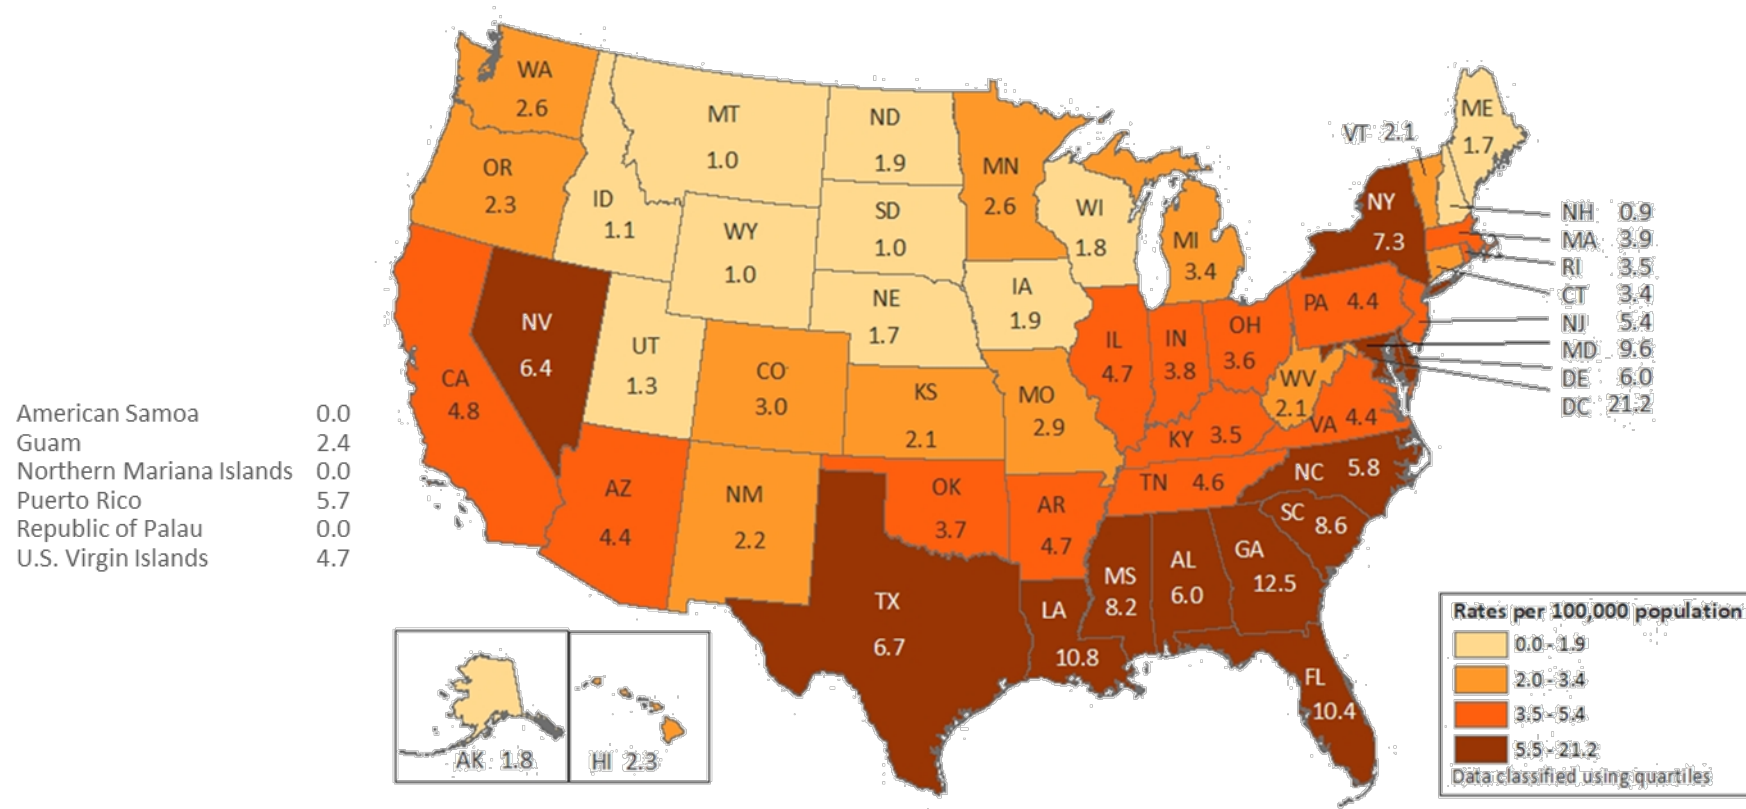 WA
2.6
OR
2.3
ID
1.1
MT
1.0
ND
1.9
MN
2.6
WI
1.8
MI
3.4
VT 2.1
ME
1.7
NY
7.3
NH 0.9
MA 3.9
RI 3.5
CT 3.4
NJ 5.4
MD 9.6
DE 6.0
DC 21.2
WY
1.0
SD
1.0
NE
1.7
IA
1.9
IL
4.7
IN
3.8
OH
3.6
PA 4.4
NV
6.4
UT
1.3
CO
3.0
KS
2.1
MO
2.9
WV
2.1
VA 4.4
KY 3.5
CA
4.8
AZ
4.4
NM
2.2
OK
3.7
AR
4.7
TN 4.6
NC 5.8
SC 8.6
TX
6.7
LA
10.8
MS
8.2
AL
6.0
GA
12.5
FL
10.4
American Samoa 0.0
Guam 2.4
Northern Mariana Islands 0.0
Puerto Rico 5.7
Republic of Palau 0.0
U.S. Virgin Islands 4.7
AK 1.8
HI 2.3
Rates per 100,000 population
0.0 - 1.9
2.0 - 3.4
3.5 - 5.4
5.5 - 21.2
Data classified using quartiles